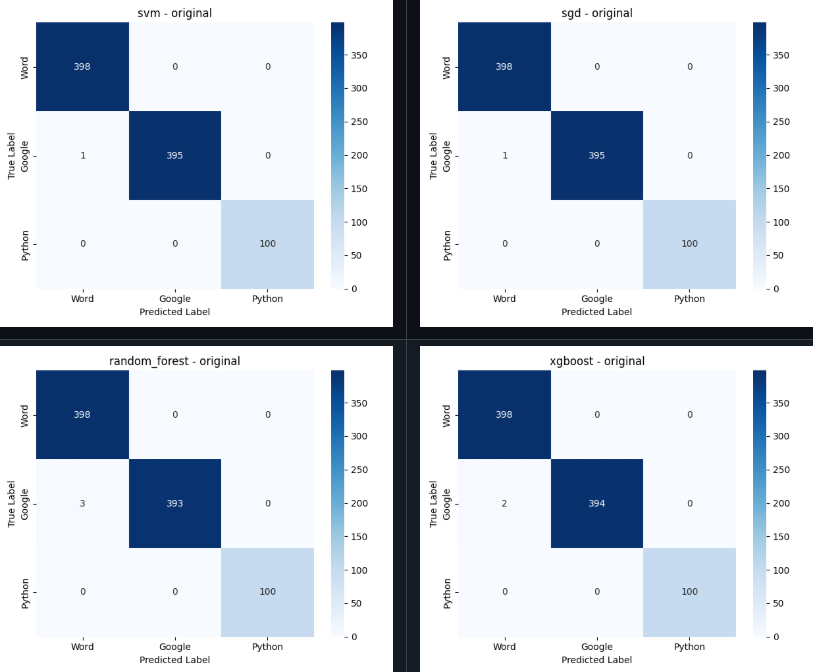 svm - original
Word 398 0 0
Google 1 395 0
Python 0 0 100
True Label
Word Google Python
Predicted Label
350
300
250
200
150
100
50
0
sgd - original
Word 398 0 0
Google 1 395 0
Python 0 0 100
True Label
Word Google Python
Predicted Label
350
300
250
200
150
100
50
0
random_forest - original
Word 398 0 0
Google 3 393 0
Python 0 0 100
True Label
Word Google Python
Predicted Label
350
300
250
200
150
100
50
0
xgboost - original
Word 398 0 0
Google 2 394 0
Python 0 0 100
True Label
Word Google Python
Predicted Label
350
300
250
200
150
100
50
0